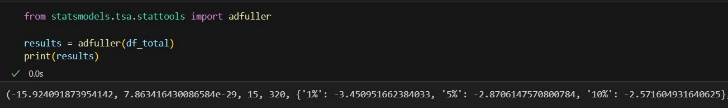 from statsmodels.tsa.stattools import adfuller
results = adfuller(df_total)
print(results)
0.0s
(-15.924091873954142, 7.863416430086584e-29, 15, 320, {'1%': -3.450951662384033, '5%': -2.8706147570800784, '10%': -2.571604931640625}